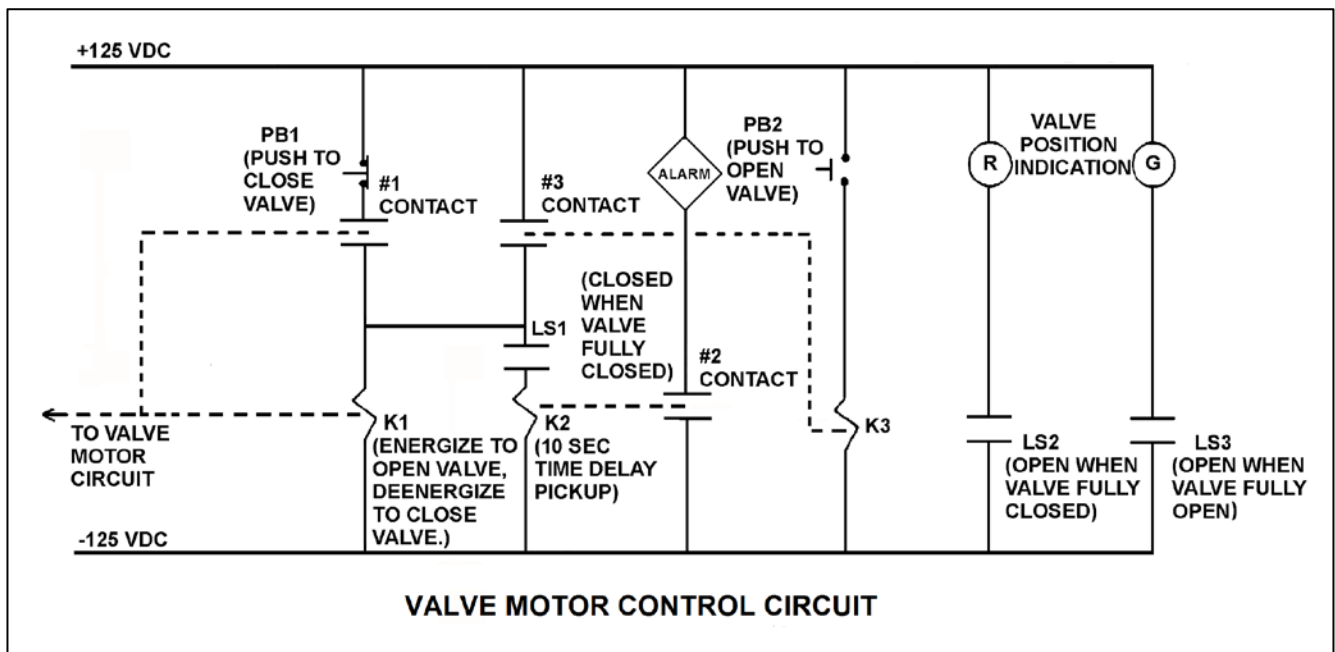 +125 VDC
PB1
(PUSH TO
CLOSE
VALVE)
#1
CONTACT
#3
CONTACT
ALARM
PB2
(PUSH TO
OPEN
VALVE)
R
VALVE
POSITION
INDICATION
G
(CLOSED
WHEN
VALVE
FULLY
CLOSED)
LS1
#2
CONTACT
TO VALVE
MOTOR
CIRCUIT
K1
(ENERGIZE TO
OPEN VALVE,
DEENERGIZE
TO CLOSE
VALVE.)
K2
(10 SEC
TIME DELAY
PICKUP)
K3
LS2
(OPEN WHEN
VALVE FULLY
CLOSED)
LS3
(OPEN WHEN
VALVE FULLY
OPEN)
-125 VDC
VALVE MOTOR CONTROL CIRCUIT